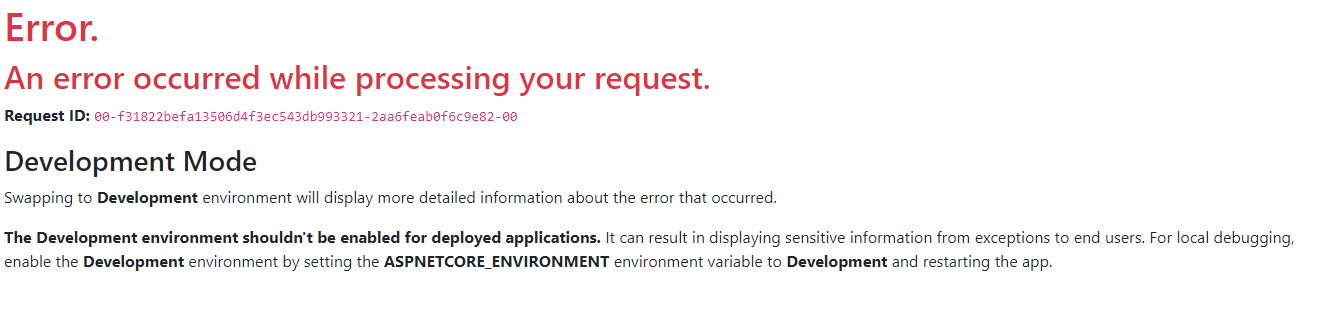 Error.
An error occurred while processing your request.
Request ID: 00-f31822befa13506d4f3ec543db993321-2aa6feab0f6c9e82-00
Development Mode
Swapping to Development environment will display more detailed information about the error that occurred.
The Development environment shouldn't be enabled for deployed applications. It can result in displaying sensitive information from exceptions to end users. For local debugging,
enable the Development environment by setting the ASPNETCORE_ENVIRONMENT environment variable to Development and restarting the app.